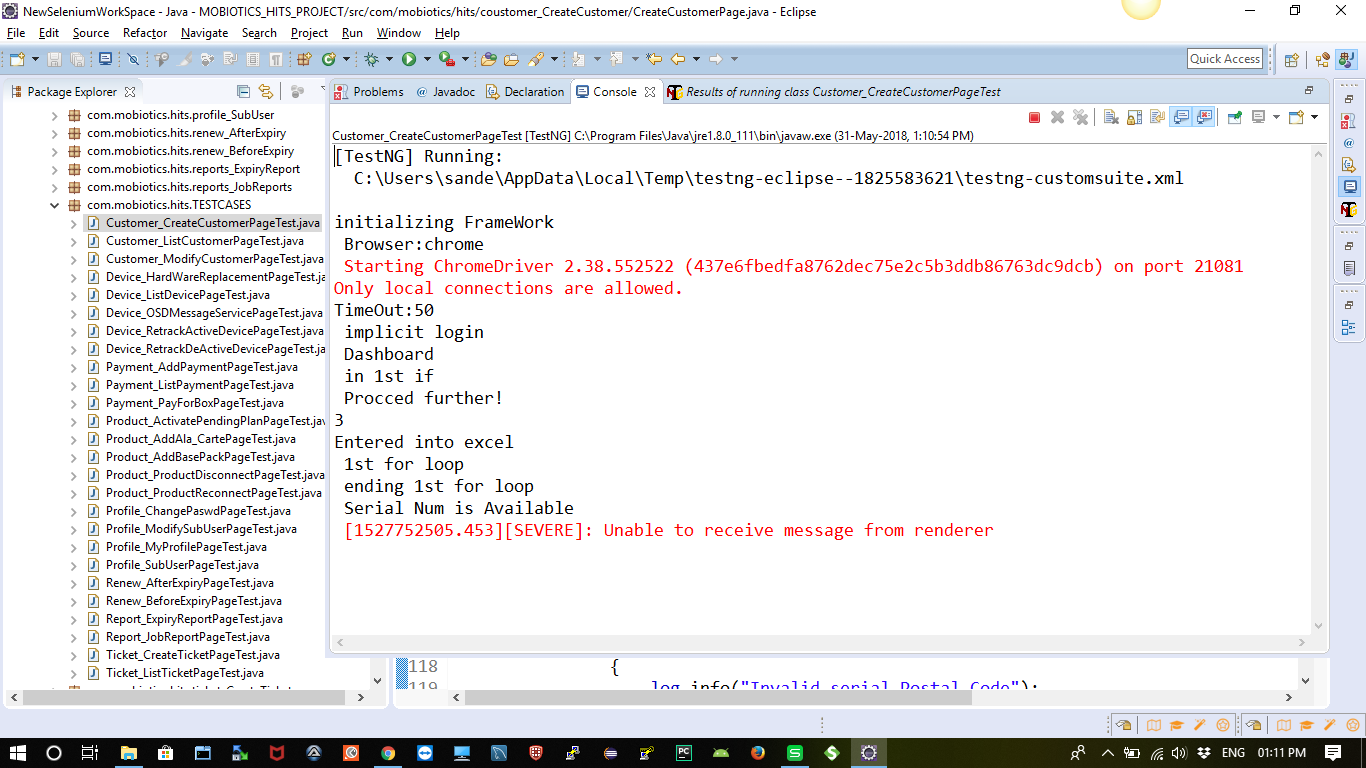 NewSeleniumWorkSpace - Java - MOBIOTICS_HITS_PROJECT/src/com/mobiotics/hits/coustomer_CreateCustomer/CreateCustomerPage.java - Eclipse
File Edit Source Refactor Navigate Search Project Run Window Help
Quick Access
Package Explorer
com.mobiotics.hits.profile_SubUser
com.mobiotics.hits.renew_AfterExpiry
com.mobiotics.hits.renew_BeforeExpiry
com.mobiotics.hits.reports_ExpiryReport
com.mobiotics.hits.reports_JobReports
com.mobiotics.hits.TESTCASES
Customer_CreateCustomerPageTest.java
Customer_ListCustomerPageTest.java
Customer_ModifyCustomerPageTest.java
Device_HardWareReplacementPageTest.ja
Device_ListDevicePageTest.java
Device_OSDMessageServicePageTest.java
Device_RetrackActiveDevicePageTest.java
Device_RetrackDeActiveDevicePageTest.ja
Payment_AddPaymentPageTest.java
Payment_ListPaymentPageTest.java
Payment_PayForBoxPageTest.java
Product_ActivatePendingPlanPageTest.jav
Product_AddAla_CartePageTest.java
Product_AddBasePackPageTest.java
Product_ProductDisconnectPageTest.java
Product_ProductReconnectPageTest.java
Profile_ChangePaswdPageTest.java
Profile_ModifySubUserPageTest.java
Profile_MyProfilePageTest.java
Profile_SubUserPageTest.java
Renew_AfterExpiryPageTest.java
Renew_BeforeExpiryPageTest.java
Report_ExpiryReportPageTest.java
Report_JobReportPageTest.java
Ticket_CreateTicketPageTest.java
Ticket_ListTicketPageTest.java
Problems Javadoc Declaration Console Results of running class Customer_CreateCustomerPageTest
Customer_CreateCustomerPageTest [TestNG] C:\Program Files\Java\jre1.8.0_111\bin\javaw.exe (31-May-2018, 1:10:54 PM)
[TestNG] Running:
C:\Users\sande\AppData\Local\Temp\testng-eclipse--1825583621\testng-customsuite.xml
initializing FrameWork
Browser:chrome
Starting ChromeDriver 2.38.552522 (437e6fbedfa8762dec75e2c5b3ddb86763dc9dcb) on port 21081
Only local connections are allowed.
TimeOut:50
implicit login
Dashboard
in 1st if
Procced further!
3
Entered into excel
1st for loop
ending 1st for loop
Serial Num is Available
[1527752505.453][SEVERE]: Unable to receive message from renderer
118 {
119 log.info("Invalid serial Postal Code");
ENG 01:11 PM